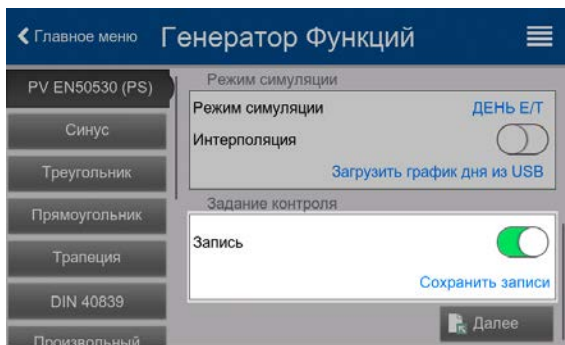 Главное меню
Генератор Функций
PV EN50530 (PS)
Синус
Треугольник
Прямоугольник
Трапеция
DIN 40839
Произвольный
Режим симуляции
Режим симуляции
ДЕНЬ E/T
Интерполяция
Загрузить график дня из USB
Задание контроля
Запись
Сохранить записи
Далее